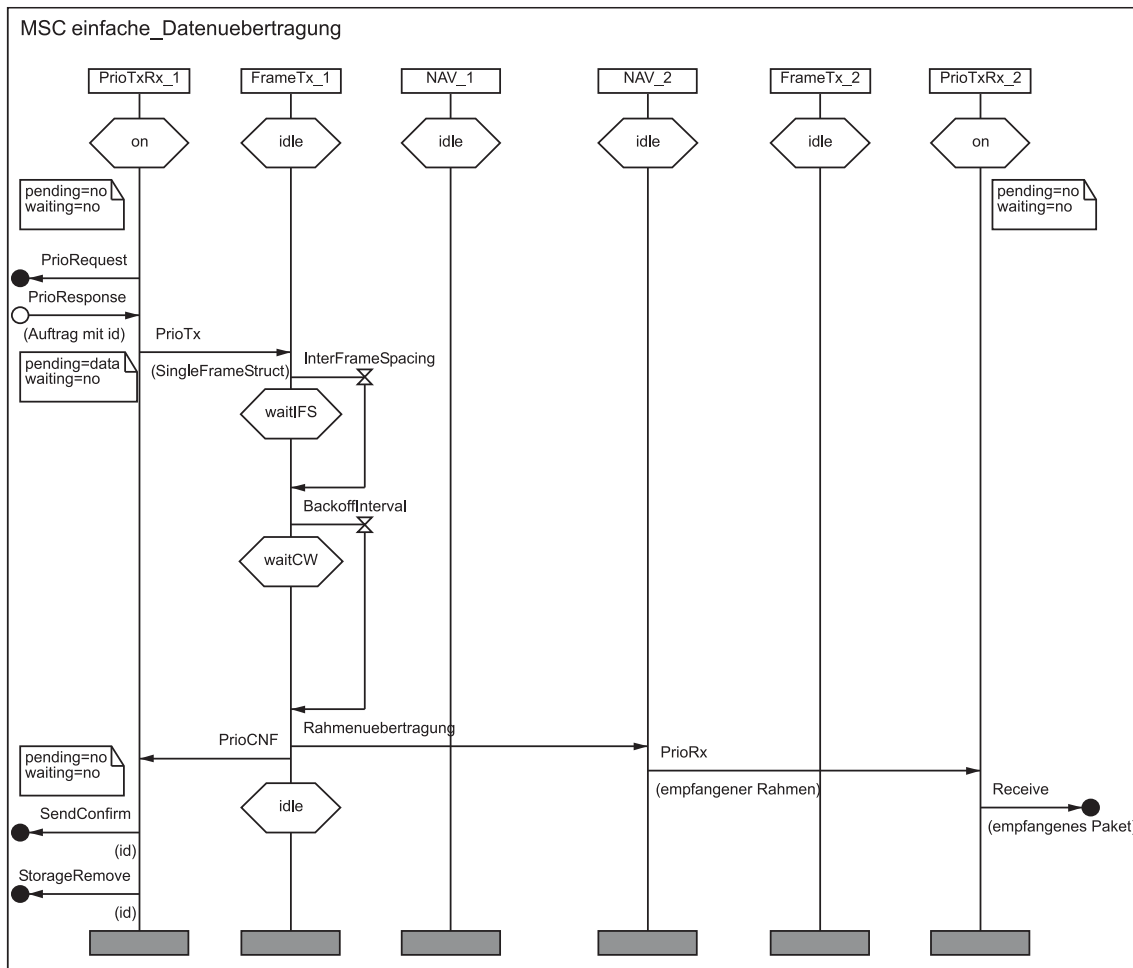 MSC einfache_Datenuebertragung
PrioTxRx_1
FrameTx_1
NAV_1
NAV_2
FrameTx_2
PrioTxRx_2
on
idle
idle
idle
idle
on
pending=no
waiting=no
pending=no
waiting=no
PrioRequest
PrioResponse
(Auftrag mit id)
PrioTx
(SingleFrameStruct)
pending=data
waiting=no
InterFrameSpacing
waitIFS
BackoffInterval
waitCW
Rahmenuebertragung
PrioCNF
pending=no
waiting=no
PrioRx
(empfangener Rahmen)
idle
Receive
(empfangenes Paket)
SendConfirm
(id)
StorageRemove
(id)